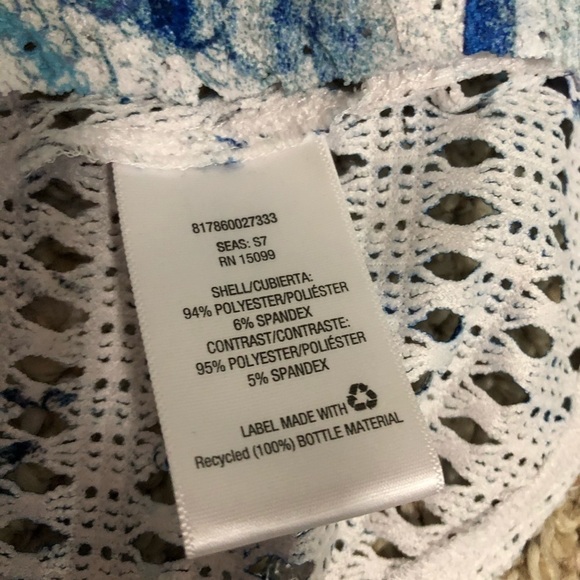 817860027333
SEAS: S7
RN 15099
SHELL/CUBIERTA:
94% POLYESTER/POLIÉSTER
6% SPANDEX
CONTRAST/CONTRASTE:
95% POLYESTER/POLIÉSTER
5% SPANDEX
LABEL MADE WITH
Recycled (100%) BOTTLE MATERIAL